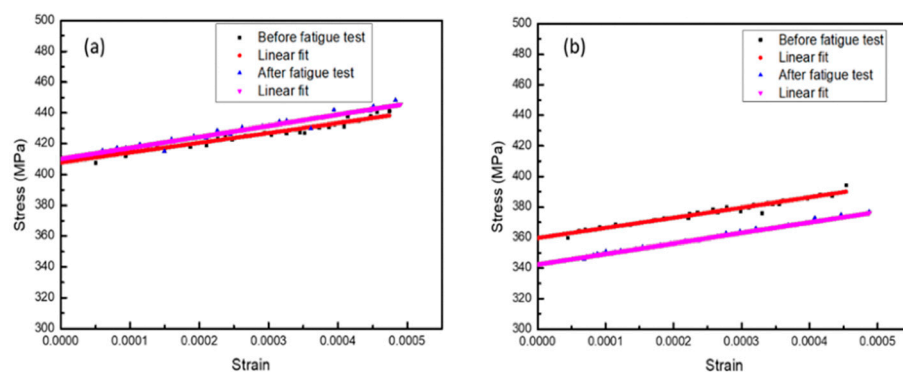 (a)
Before fatigue test
Linear fit
After fatigue test
Linear fit
500
480
460
440
420
400
380
360
340
320
300
Stress (MPa)
0.0000 0.0001 0.0002 0.0003 0.0004 0.0005
Strain
(b)
Before fatigue test
Linear fit
After fatigue test
Linear fit
500
480
460
440
420
400
380
360
340
320
300
Stress (MPa)
0.0000 0.0001 0.0002 0.0003 0.0004 0.0005
Strain